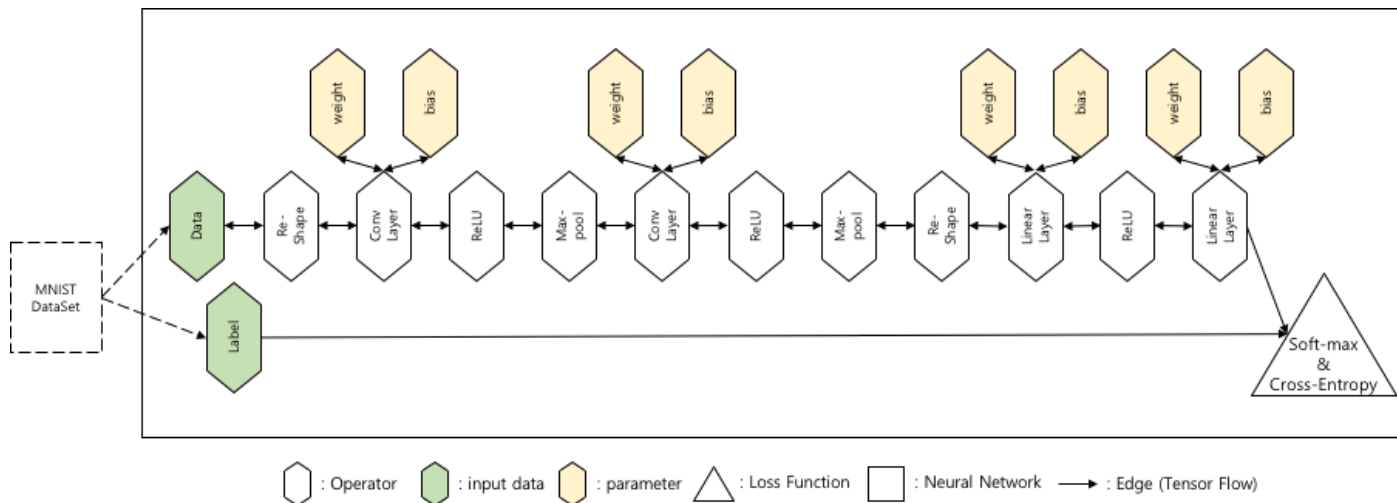 weight
bias
weight
bias
weight
bias
weight
bias
Data
Re-
Shape
Conv
Layer
ReLU
Max-
pool
Conv
Layer
ReLU
Max-
pool
Re-
Shape
Linear
Layer
ReLU
Linear
Layer
MNIST
DataSet
Label
Soft-max
&
Cross-Entropy
: Operator
: input data
: parameter
: Loss Function
: Neural Network
: Edge (Tensor Flow)